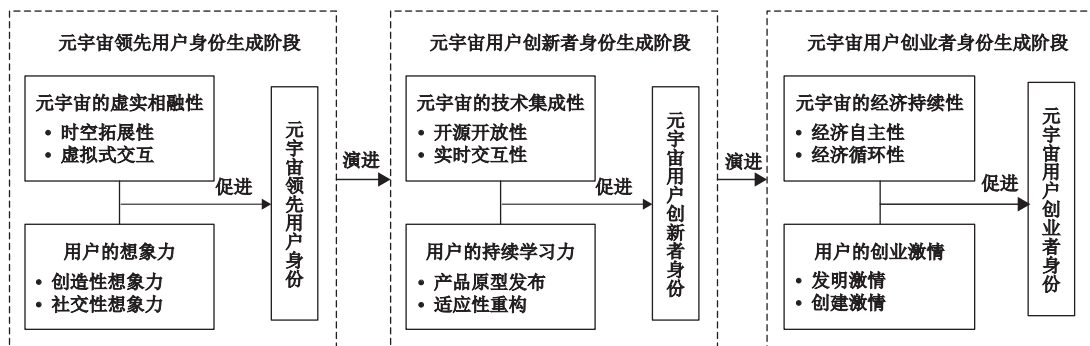 元宇宙领先用户身份生成阶段
元宇宙的虚实相融性
• 时空拓展性
• 虚拟式交互
促进
用户的想象力
• 创造性想象力
• 社交性想象力
元宇宙领先用户身份
演进
元宇宙用户创新者身份生成阶段
元宇宙的技术集成性
• 开源开放性
• 实时交互性
促进
用户的持续学习力
• 产品原型发布
• 适应性重构
元宇宙用户创新者身份
演进
元宇宙用户创业者身份生成阶段
元宇宙的经济持续性
• 经济自主性
• 经济循环性
促进
用户的创业激情
• 发明激情
• 创建激情
元宇宙用户创业者身份